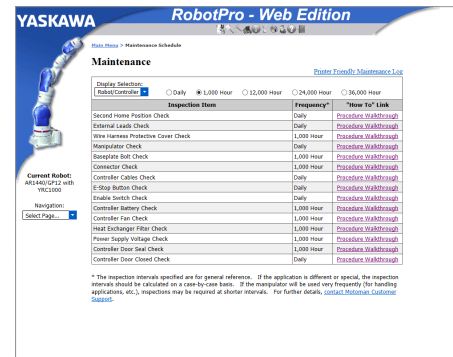 YASKAWA
RobotPro - Web Edition
Main Menu > Maintenance Schedule
Maintenance
Printer Friendly Maintenance Log
Display Selection:
Robot/Controller Daily 1,000 Hour 12,000 Hour 24,000 Hour 36,000 Hour
Inspection Item Frequency* "How To" Link
Second Home Position Check Daily Procedure Walkthrough
External Leads Check Daily Procedure Walkthrough
Wire Harness Protective Cover Check 1,000 Hour Procedure Walkthrough
Manipulator Check Daily Procedure Walkthrough
Baseplate Bolt Check 1,000 Hour Procedure Walkthrough
Connector Check 1,000 Hour Procedure Walkthrough
Controller Cables Check Daily Procedure Walkthrough
E-Stop Button Check Daily Procedure Walkthrough
Enable Switch Check Daily Procedure Walkthrough
Controller Battery Check 1,000 Hour Procedure Walkthrough
Controller Fan Check 1,000 Hour Procedure Walkthrough
Heat Exchanger Filter Check 1,000 Hour Procedure Walkthrough
Power Supply Voltage Check 1,000 Hour Procedure Walkthrough
Controller Door Seal Check 1,000 Hour Procedure Walkthrough
Controller Door Closed Check Daily Procedure Walkthrough
* The inspection intervals specified are for general reference. If the application is different or special, the inspection
intervals should be calculated on a case-by-case basis. If the manipulator will be used very frequently (for handling
applications, etc.), inspections may be required at shorter intervals. For further details, contact Motoman Customer
Support.
Current Robot:
AR1440/GP12 with
YRC1000
Navigation:
Select Page...